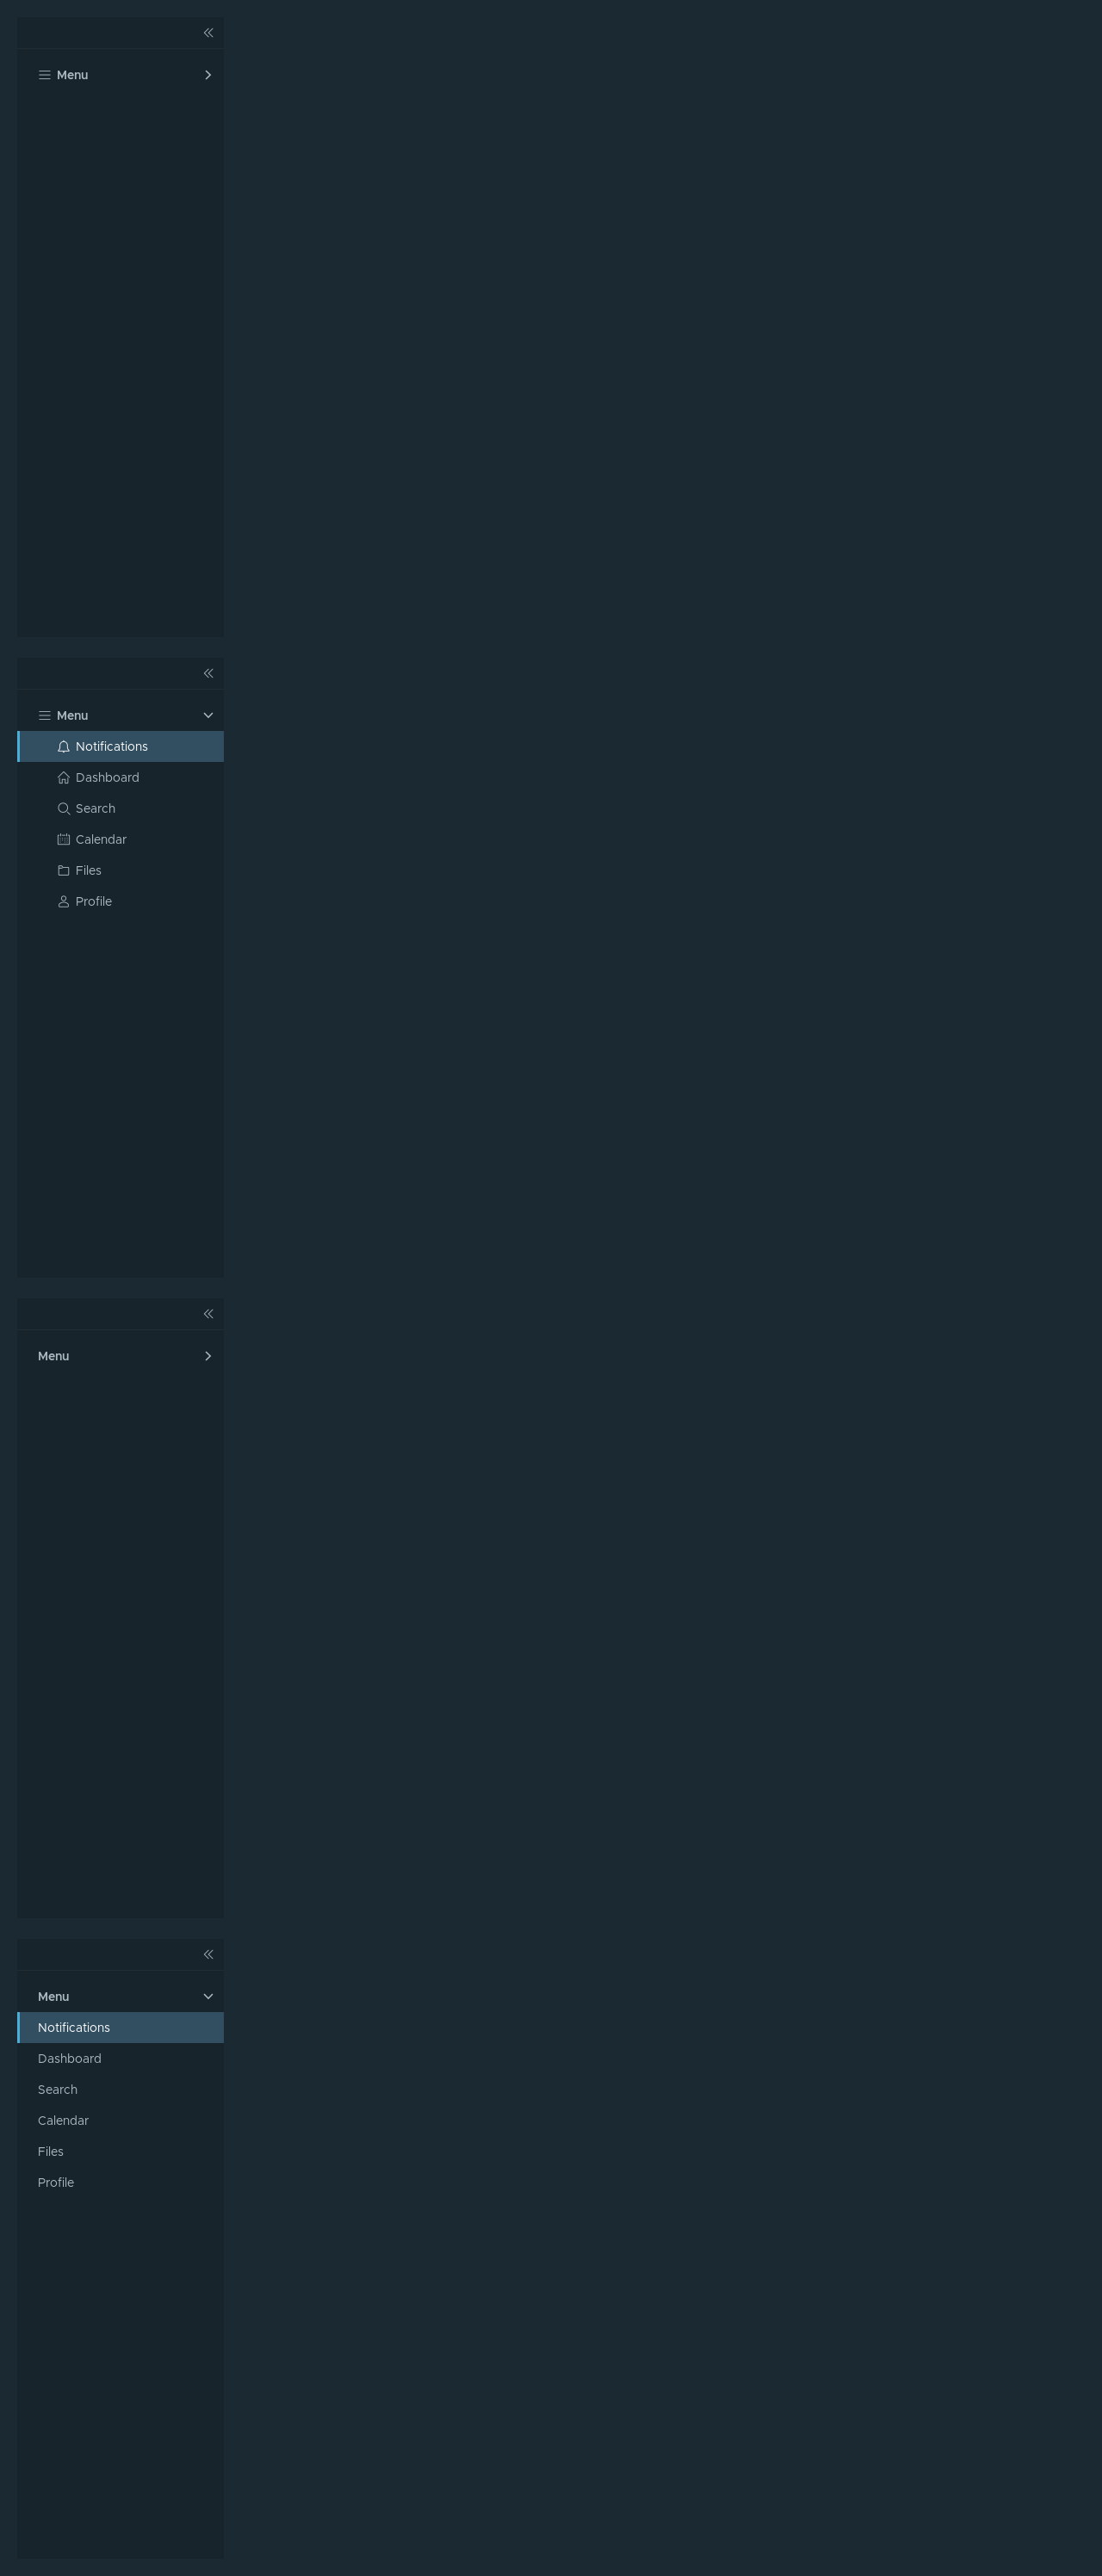 Menu
Menu
Notifications
Dashboard
Search
Calendar
Files
Profile
Menu
Menu
Notifications
Dashboard
Search
Calendar
Files
Profile